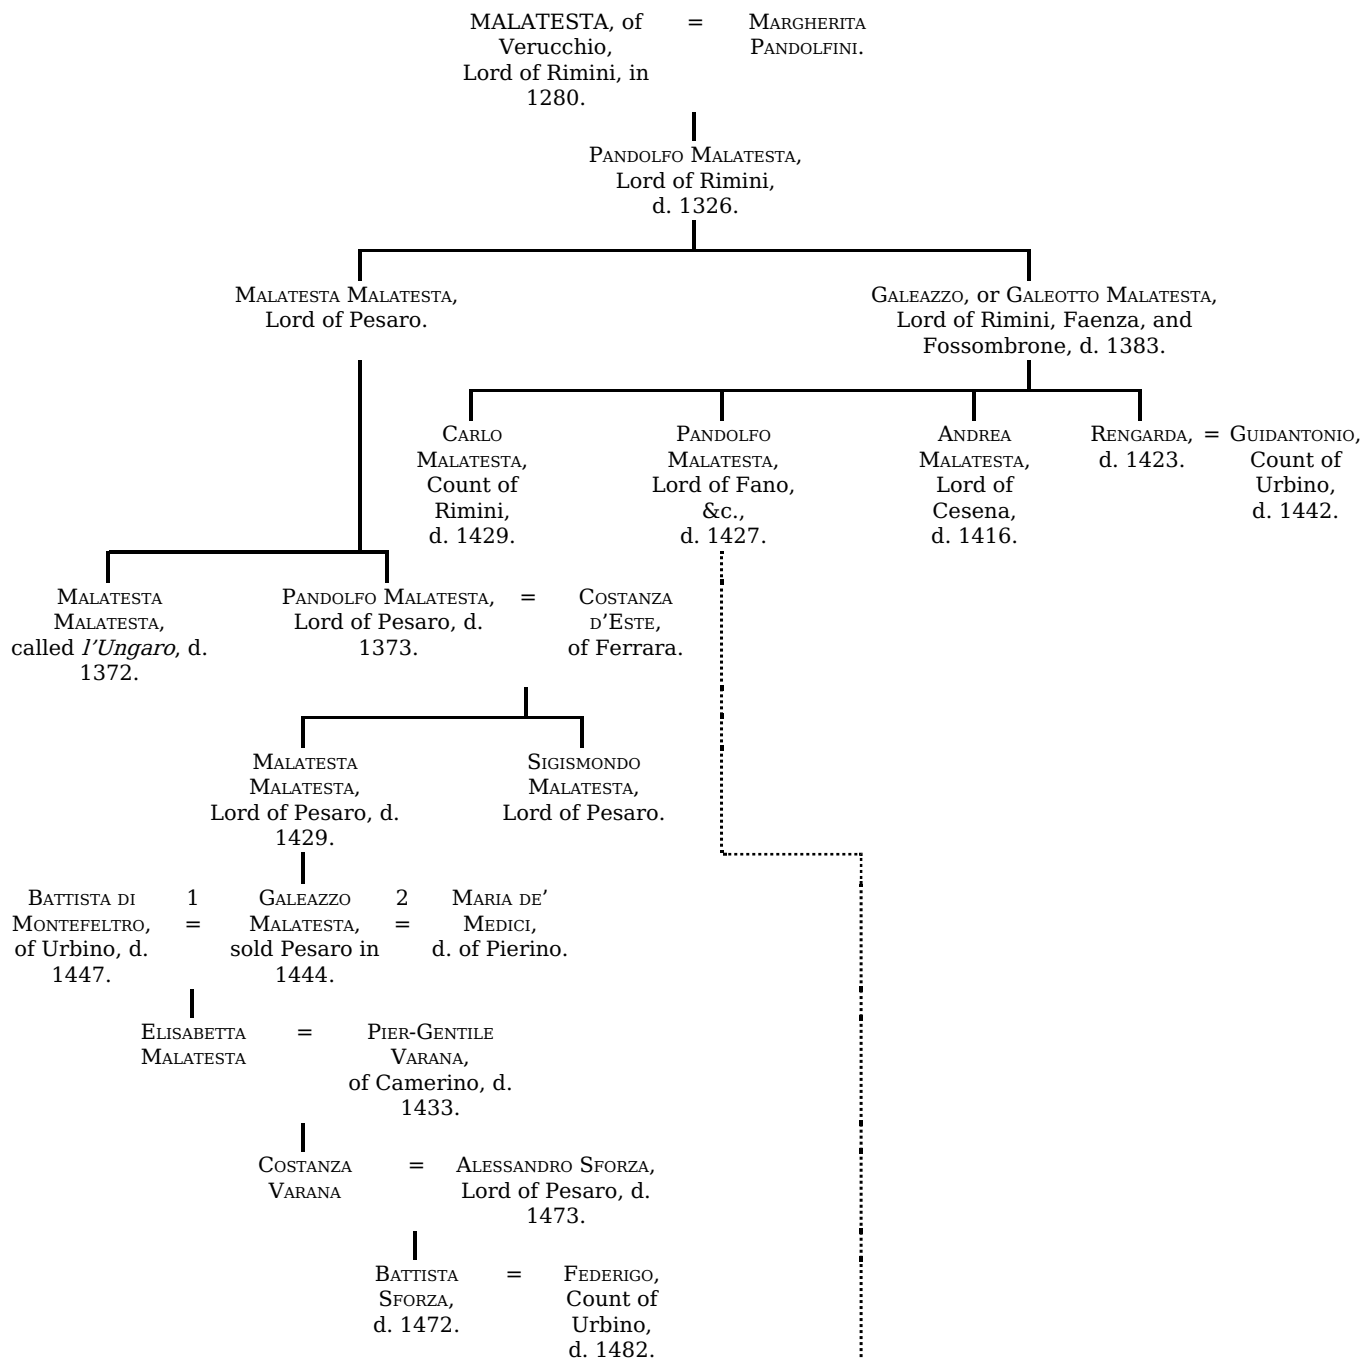 MALATESTA, of = MARGHERITA
Verucchio, PANDOLFINI.
Lord of Rimini, in
1280.
PANDOLFO MALATESTA,
Lord of Rimini,
d. 1326.
MALATESTA MALATESTA,
Lord of Pesaro.
GALEAZZO, or GALEOTTO MALATESTA,
Lord of Rimini, Faenza, and
Fossombrone, d. 1383.
CARLO
MALATESTA,
Count of
Rimini,
d. 1429.
PANDOLFO
MALATESTA,
Lord of Fano,
&c.,
d. 1427.
ANDREA
MALATESTA,
Lord of
Cesena,
d. 1416.
RENGARDA, =
d. 1423.
GUIDANTONIO,
Count of
Urbino,
d. 1442.
MALATESTA
MALATESTA,
called l'Ungaro, d.
1372.
PANDOLFO MALATESTA, =
Lord of Pesaro, d.
1373.
COSTANZA
D'ESTE,
of Ferrara.
MALATESTA
MALATESTA,
Lord of Pesaro, d.
1429.
SIGISMONDO
MALATESTA,
Lord of Pesaro.
BATTISTA DI
MONTEFELTRO,
of Urbino, d.
1447.
1
=
GALEAZZO
MALATESTA,
sold Pesaro in
1444.
2
=
MARIA DE’
MEDICI,
d. of Pierino.
ELISABETTA =
MALATESTA
PIER-GENTILE
VARANA,
of Camerino, d.
1433.
COSTANZA =
VARANA
ALESSANDRO SFORZA,
Lord of Pesaro, d.
1473.
BATTISTA =
SFORZA,
d. 1472.
FEDERIGO,
Count of
Urbino,
d. 1482.